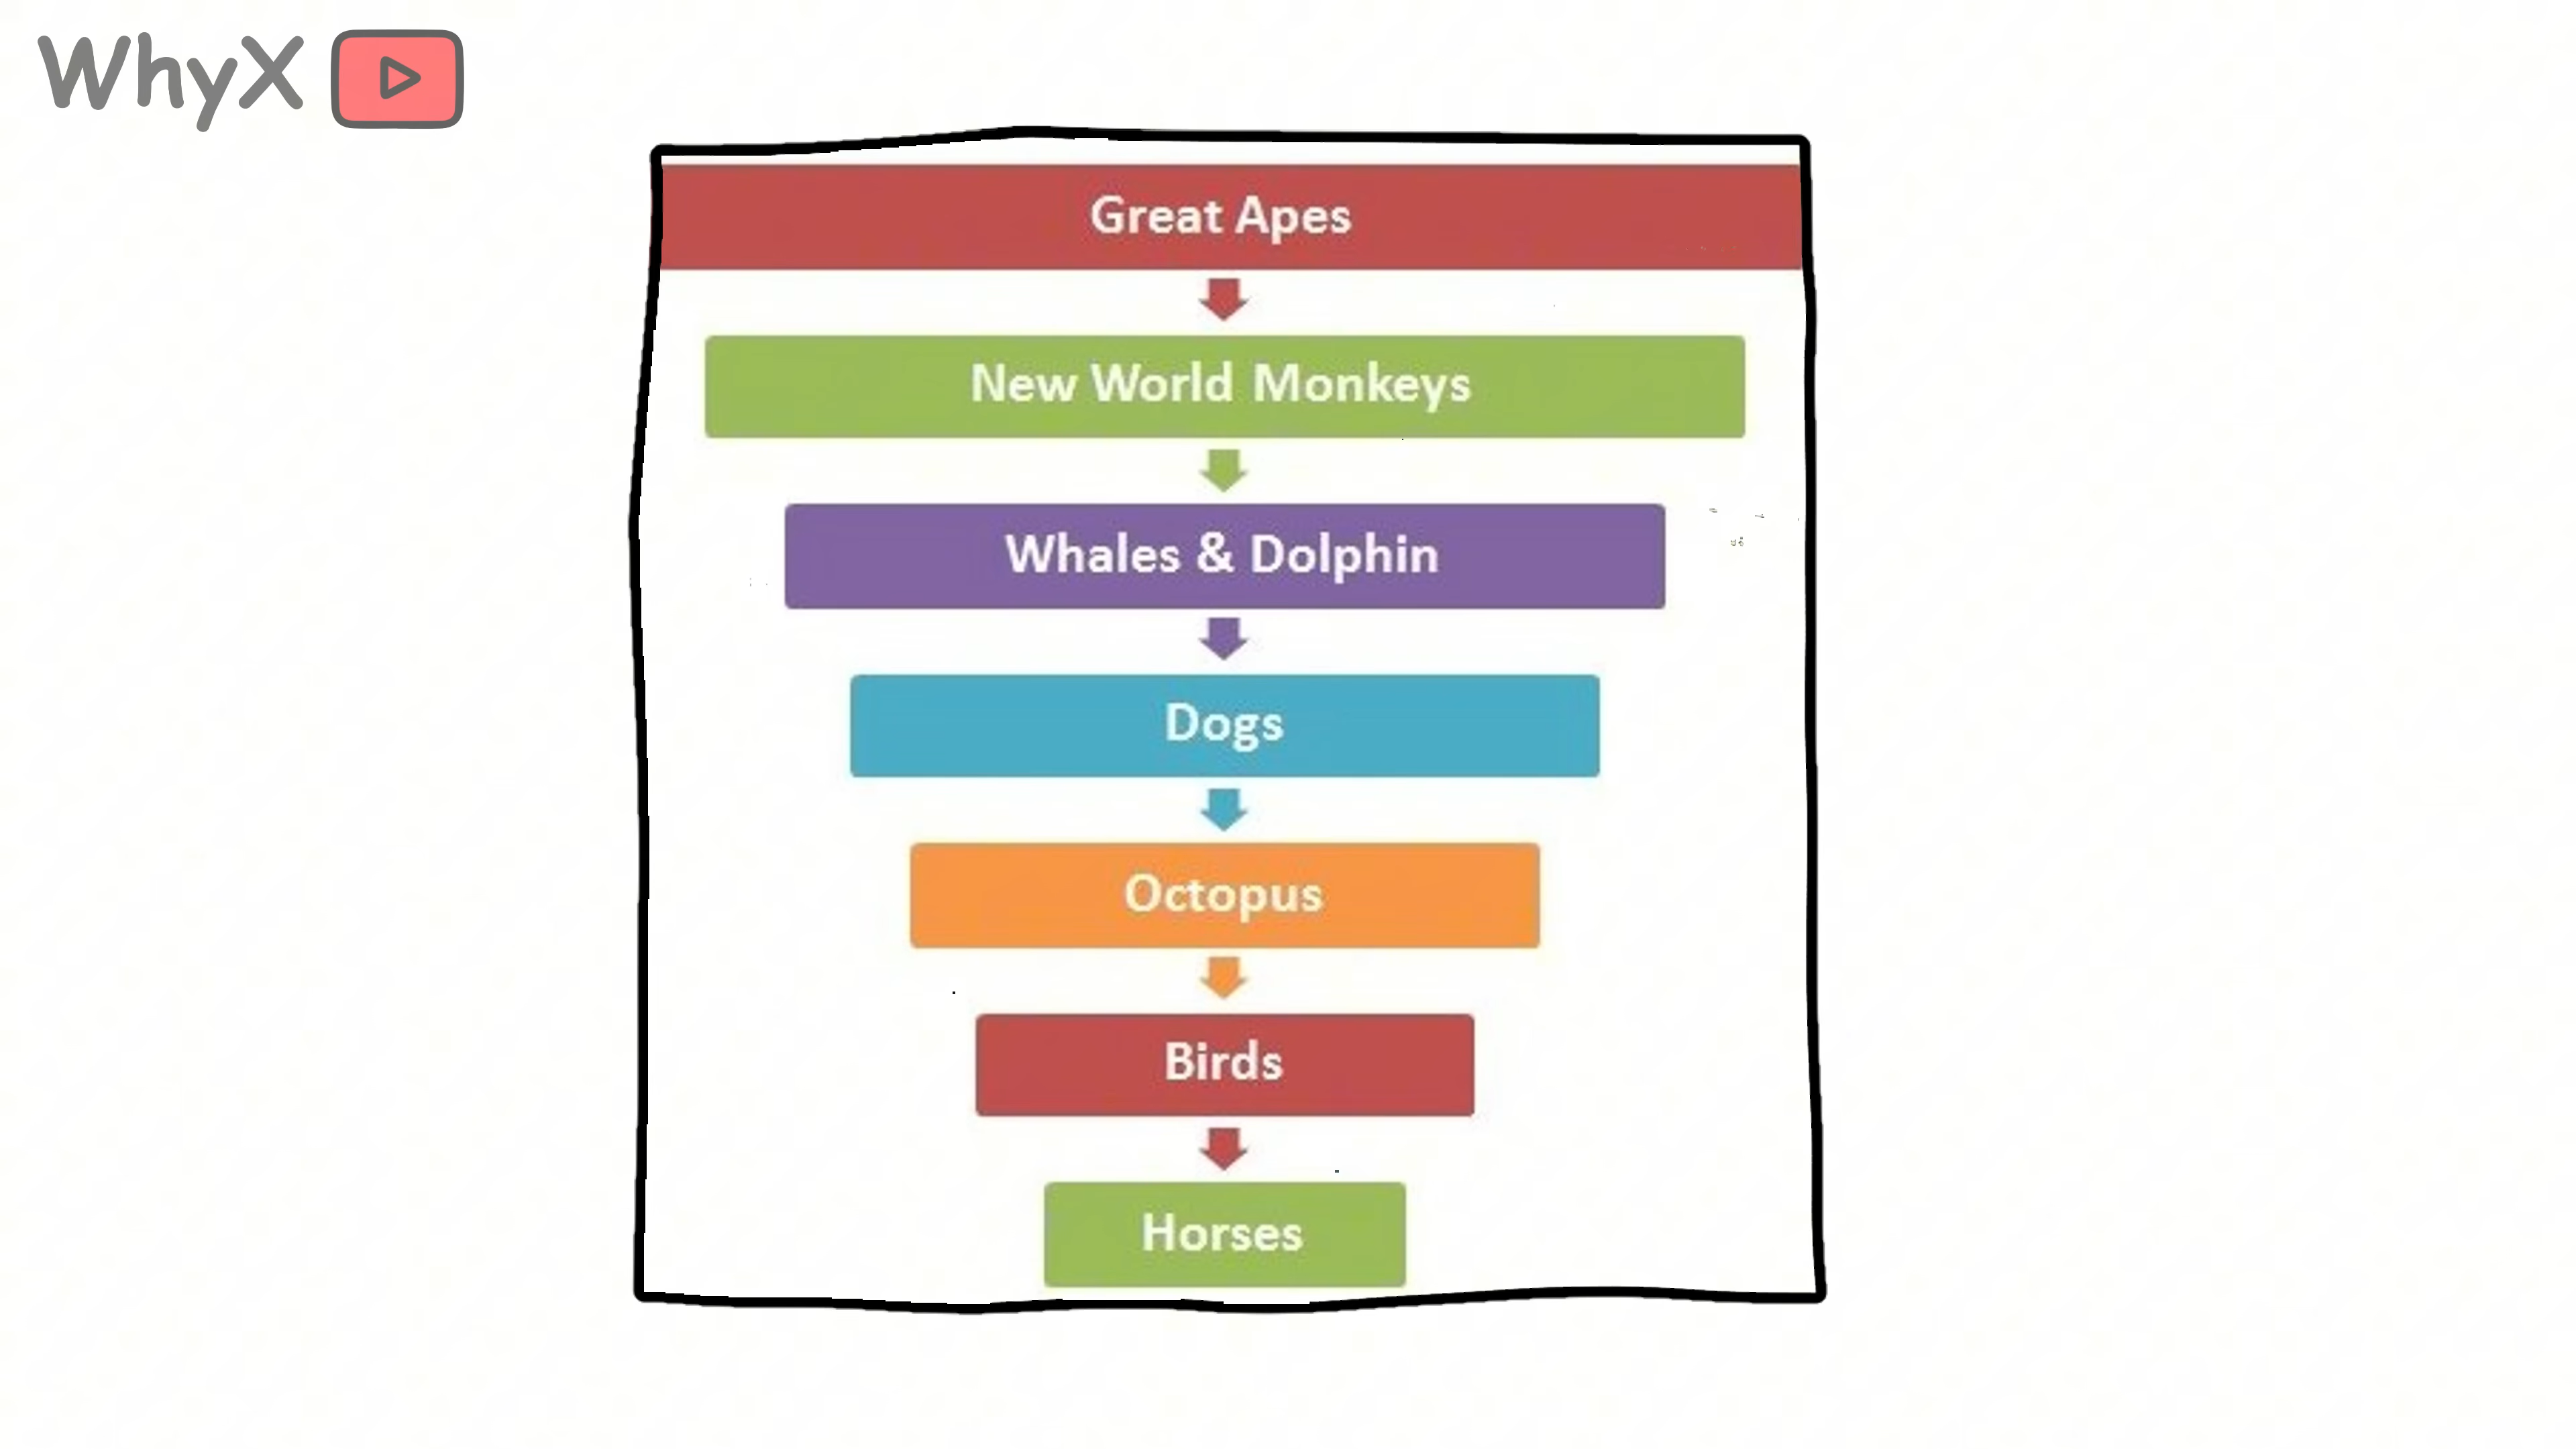 WhyX
Great Apes
New World Monkeys
Whales & Dolphin
Dogs
Octopus
Birds
Horses